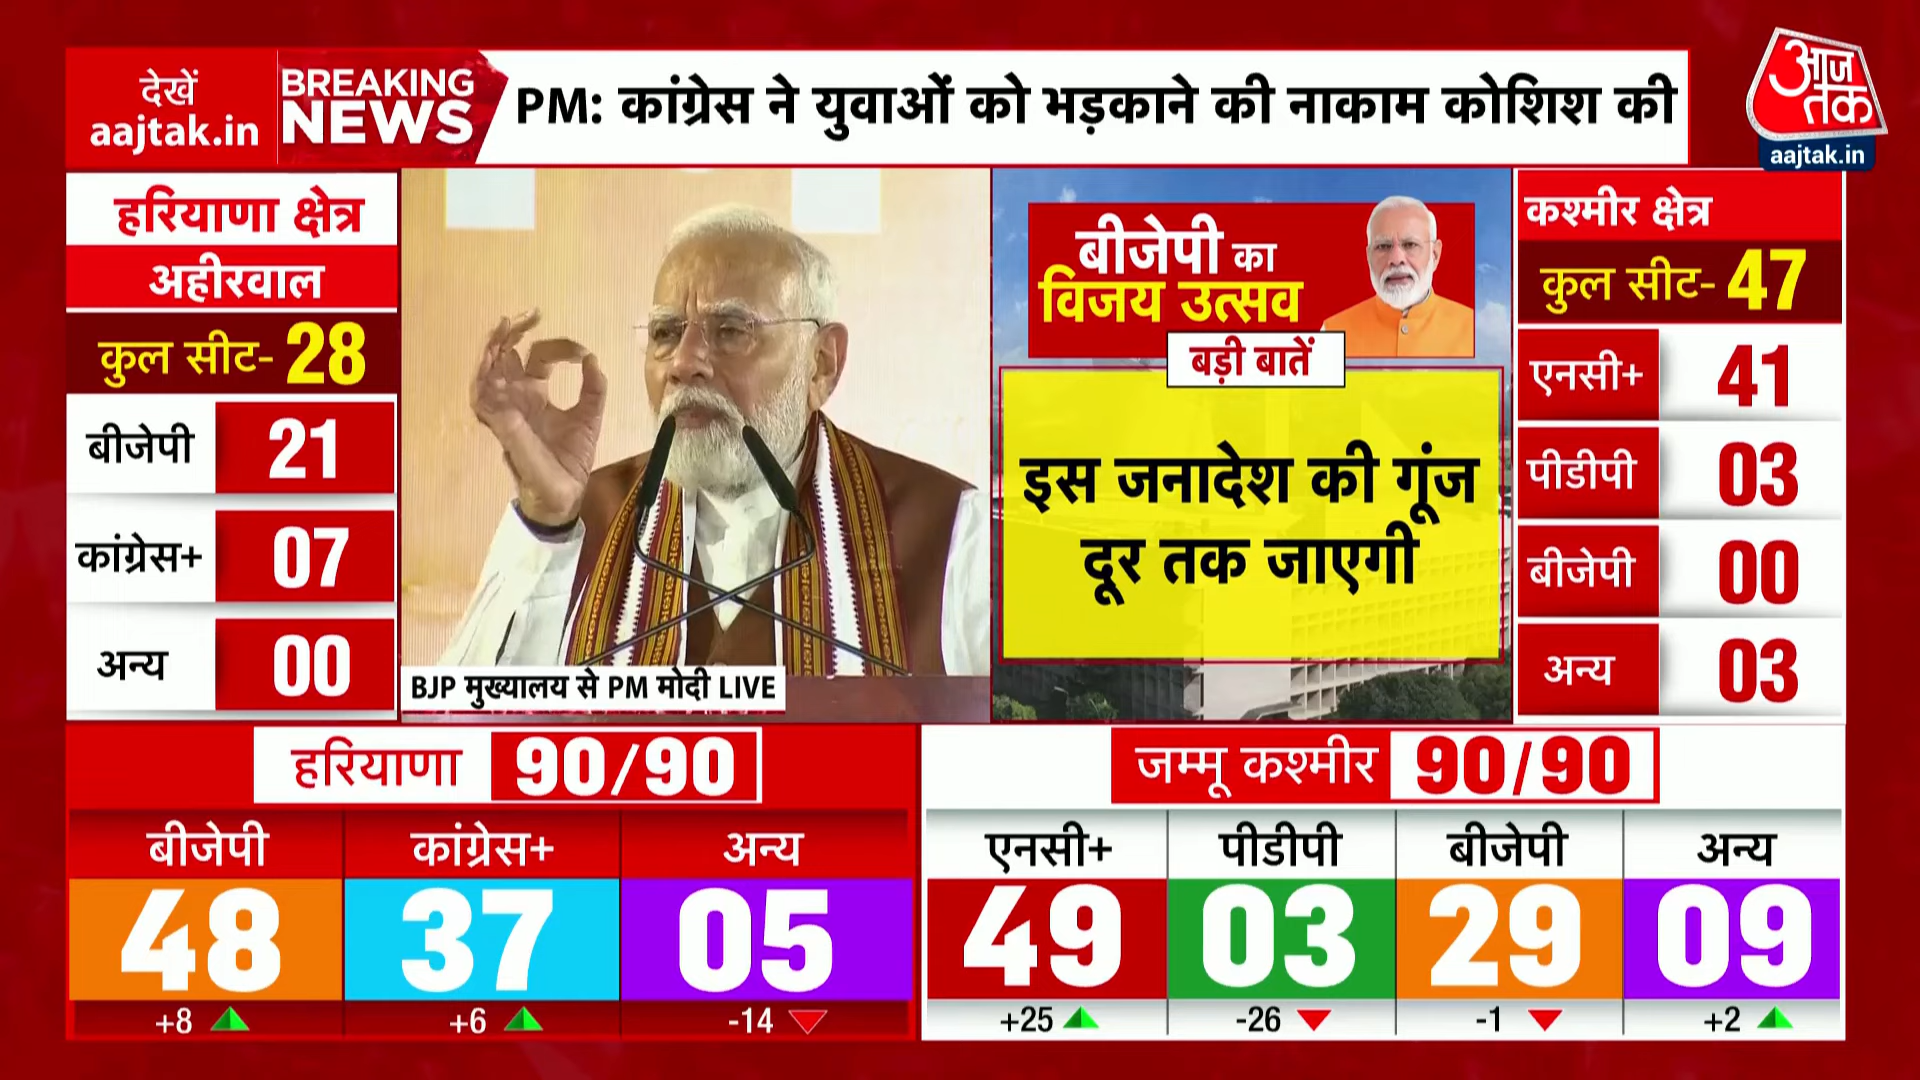 देखें
aajtak.in
BREAKING
NEWS
PM: कांग्रेस ने युवाओं को भड़काने की नाकाम कोशिश की
आज
तक
aajtak.in
हरियाणा क्षेत्र
अहीरवाल
कुल सीट- 28
बीजेपी 21
कांग्रेस+ 07
अन्य 00
BJP मुख्यालय से PM मोदी LIVE
बीजेपी का
विजय उत्सव
बड़ी बातें
इस जनादेश की गूंज
दूर तक जाएगी
कश्मीर क्षेत्र
कुल सीट- 47
एनसी+ 41
पीडीपी 03
बीजेपी 00
अन्य 03
हरियाणा 90/90
बीजेपी कांग्रेस+ अन्य
48 37 05
+8 +6 -14
जम्मू कश्मीर 90/90
एनसी+ पीडीपी बीजेपी अन्य
49 03 29 09
+25 -26 -1 +2